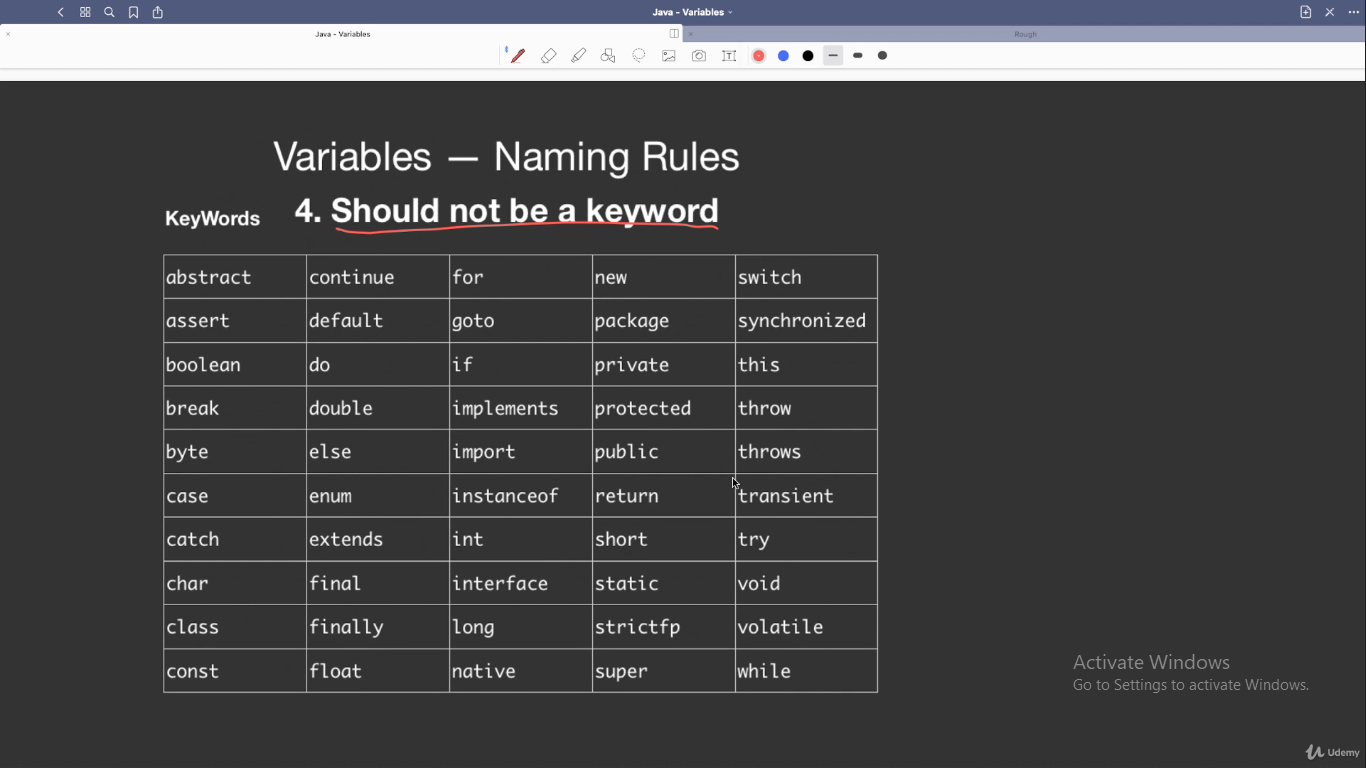 Java - Variables
Java - Variables
Rough
Variables — Naming Rules
KeyWords 4. Should not be a keyword
abstract continue for new switch
assert default goto package synchronized
boolean do if private this
break double implements protected throw
byte else import public throws
case enum instanceof return transient
catch extends int short try
char final interface static void
class finally long strictfp volatile
const float native super while
Activate Windows
Go to Settings to activate Windows.
Udemy